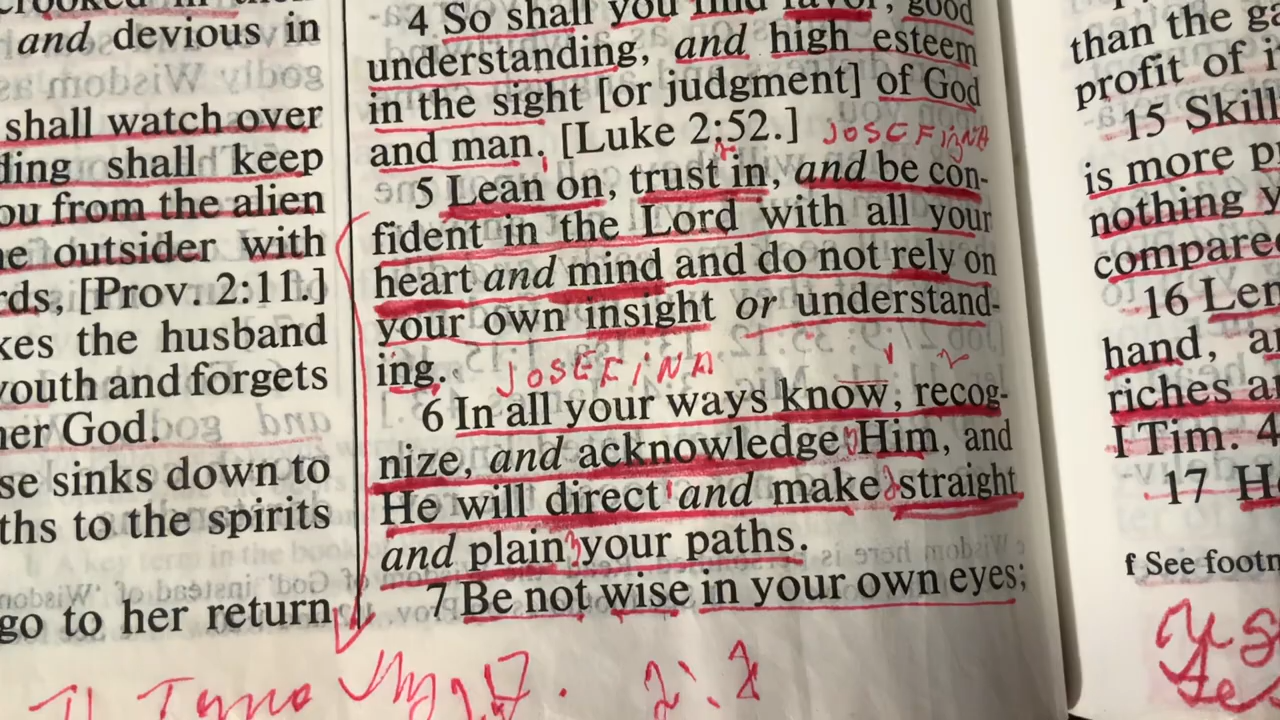 and devious in
shall watch over
ding shall keep
ou from the alien
he outsider with
rds, [Prov. 2:11.]
kes the husband
youth and forgets
her God.
se sinks down to
ths to the spirits
go to her return
4 So shall you find favor, good
understanding, and high esteem
in the sight [or judgment] of God
and man. [Luke 2:52.] JOSEFiNA
5 Lean on, trust in, and be con-
fident in the Lord with all your
heart and mind and do not rely on
your own insight or understand-
ing. JOSEFiNA
6 In all your ways know, recog-
nize, and acknowledge Him, and
He will direct and make straight
and plain your paths.
7 Be not wise in your own eyes;
than the
profit of
15
is more
nothing
compared
16
hand,
riches
I Tim. 4
17
f See